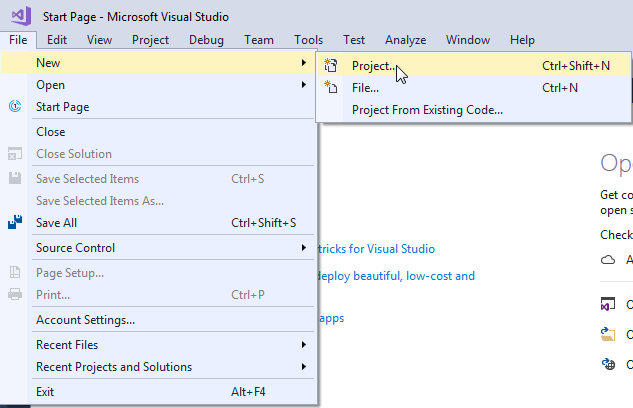 Start Page - Microsoft Visual Studio
File Edit View Project Debug Team Tools Test Analyze Window Help
New
Project... Ctrl+Shift+N
Open
File... Ctrl+N
Start Page
Project From Existing Code...
Close
Close Solution
Save Selected Items Ctrl+S
Save Selected Items As...
Save All Ctrl+Shift+S
Source Control
Page Setup...
Print... Ctrl+P
Account Settings...
Recent Files
Recent Projects and Solutions
Exit Alt+F4
tricks for Visual Studio
deploy beautiful, low-cost and
apps
Op
Get co
open s
Check